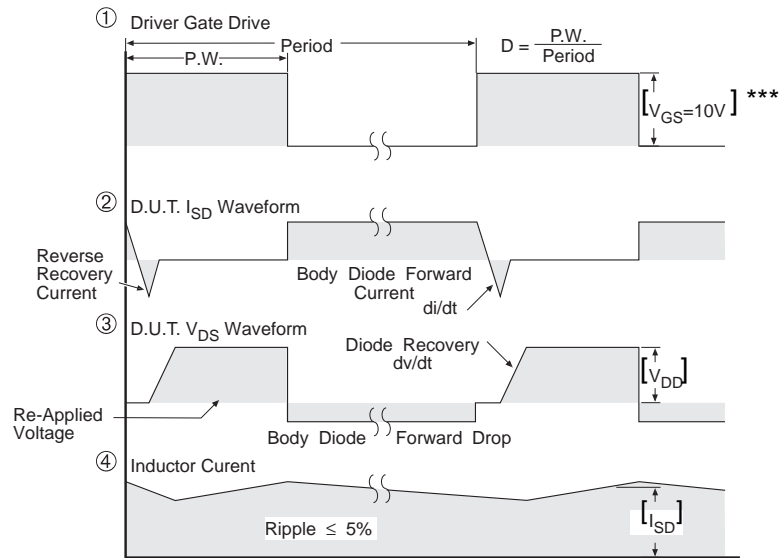 ① Driver Gate Drive
P.W.
Period
D = P.W.
Period
[VGS=10V] ***
② D.U.T. ISD Waveform
Reverse
Recovery
Current
Body Diode Forward
Current
di/dt
③ D.U.T. VDS Waveform
Diode Recovery
dv/dt
[VDD]
Re-Applied
Voltage
Body Diode Forward Drop
④ Inductor Curent
Ripple ≤ 5%
[ISD]